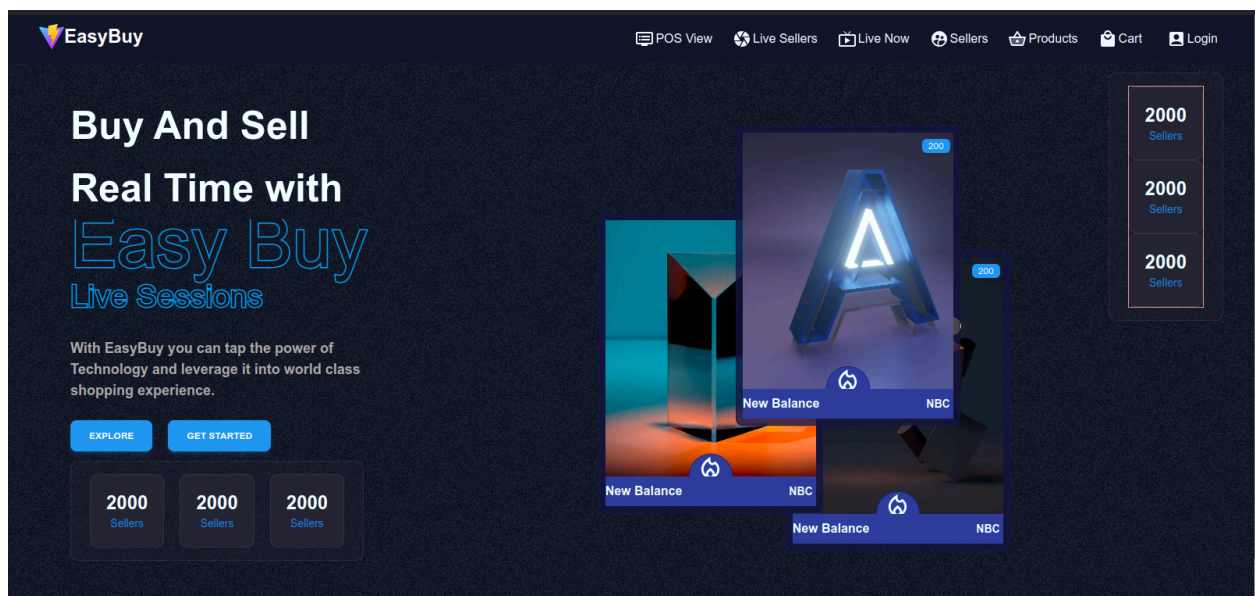 EasyBuy
POS View Live Sellers Live Now Sellers Products Cart Login
Buy And Sell
Real Time with
Easy Buy
Live Sessions
With EasyBuy you can tap the power of
Technology and leverage it into world class
shopping experience.
EXPLORE GET STARTED
2000 2000 2000
Sellers Sellers Sellers
200
A
New Balance NBC
New Balance NBC
200
New Balance NBC
2000
Sellers
2000
Sellers
2000
Sellers